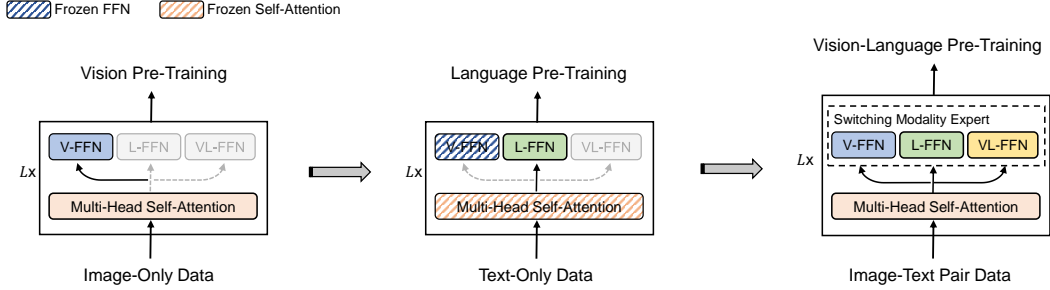 Frozen FFN Frozen Self-Attention
Vision Pre-Training
Lx
V-FFN L-FFN VL-FFN
Multi-Head Self-Attention
Image-Only Data
Language Pre-Training
Lx
V-FFN L-FFN VL-FFN
Multi-Head Self-Attention
Text-Only Data
Vision-Language Pre-Training
Switching Modality Expert
Lx
V-FFN L-FFN VL-FFN
Multi-Head Self-Attention
Image-Text Pair Data